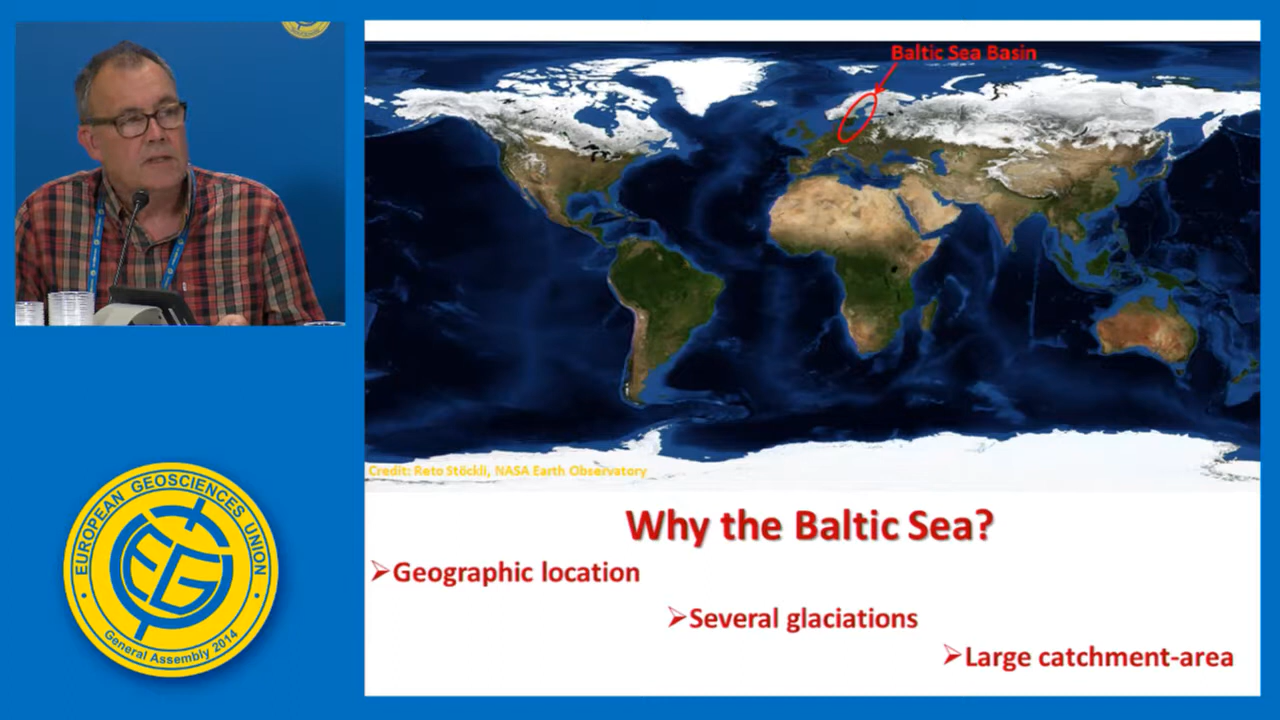 Baltic Sea Basin
Credit: Reto Stöckli, NASA Earth Observatory
Why the Baltic Sea?
Geographic location
Several glaciations
Large catchment-area
EUROPEAN GEOSCIENCES UNION
EGU
General Assembly 2014